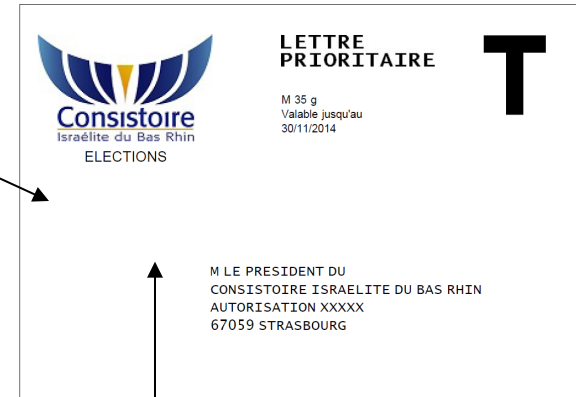 Consistoire
Israélite du Bas Rhin
ELECTIONS
LETTRE
PRIORITAIRE
M 35 g
Valable jusqu'au
30/11/2014
T
M LE PRESIDENT DU
CONSISTOIRE ISRAELITE DU BAS RHIN
AUTORISATION XXXXX
67059 STRASBOURG